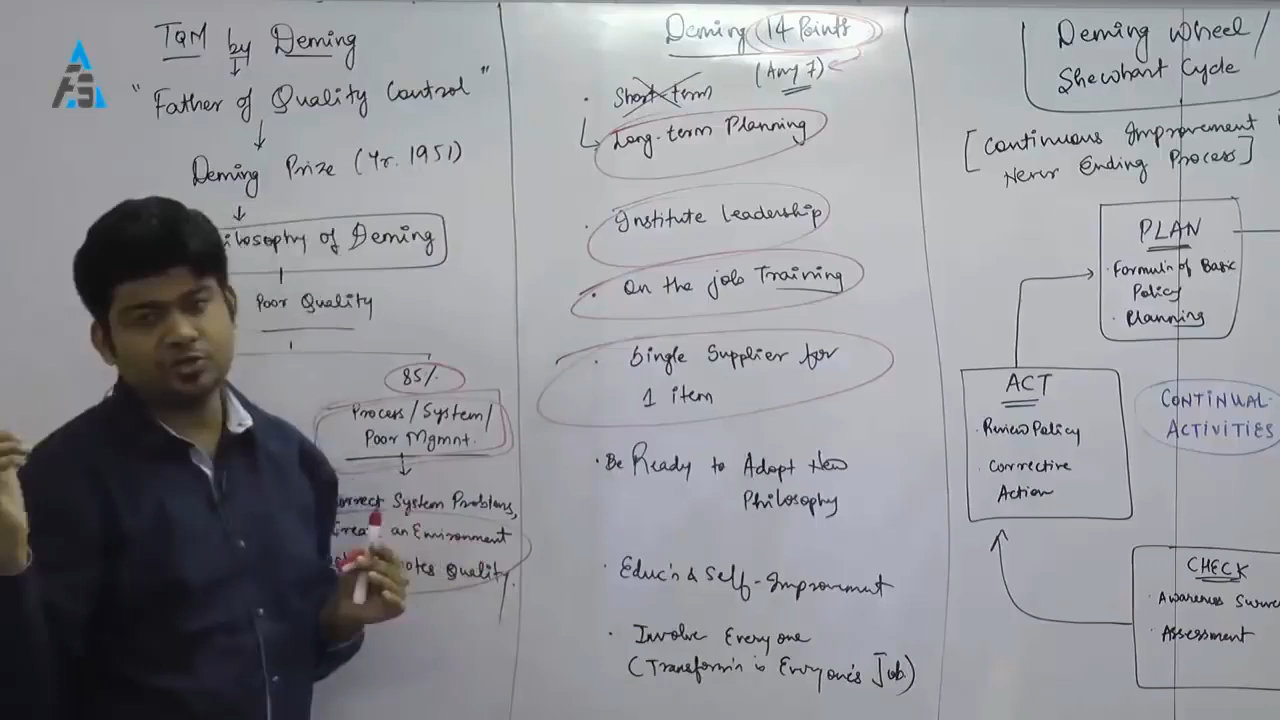 TQM by Deming
"Father of Quality Control"
Deming Prize (Yr. 1951)
ilosophy of Deming
Poor Quality
85%
Process/System/
Poor Mgmnt.
orrect System Problems,
an Environment
otes Quality.
Deming 14 Points
(Any 7)
· Short term
Long-term Planning
· Institute Leadership
· On the job Training
· Single Supplier for
1 item
· Be Ready to Adopt New
Philosophy
· Educ'n & Self-Improvement
· Involve Everyone
(Transform'n is Everyone's Job)
Deming Wheel/
Shewhart Cycle
[Continuous Improvement i
Never Ending Process]
PLAN
· Formul'n of Basic
Policy
· Planning
ACT
· Review Policy
· Corrective
Action
CONTINUAL
ACTIVITIES
CHECK
· Awareness Surve
· Assessment